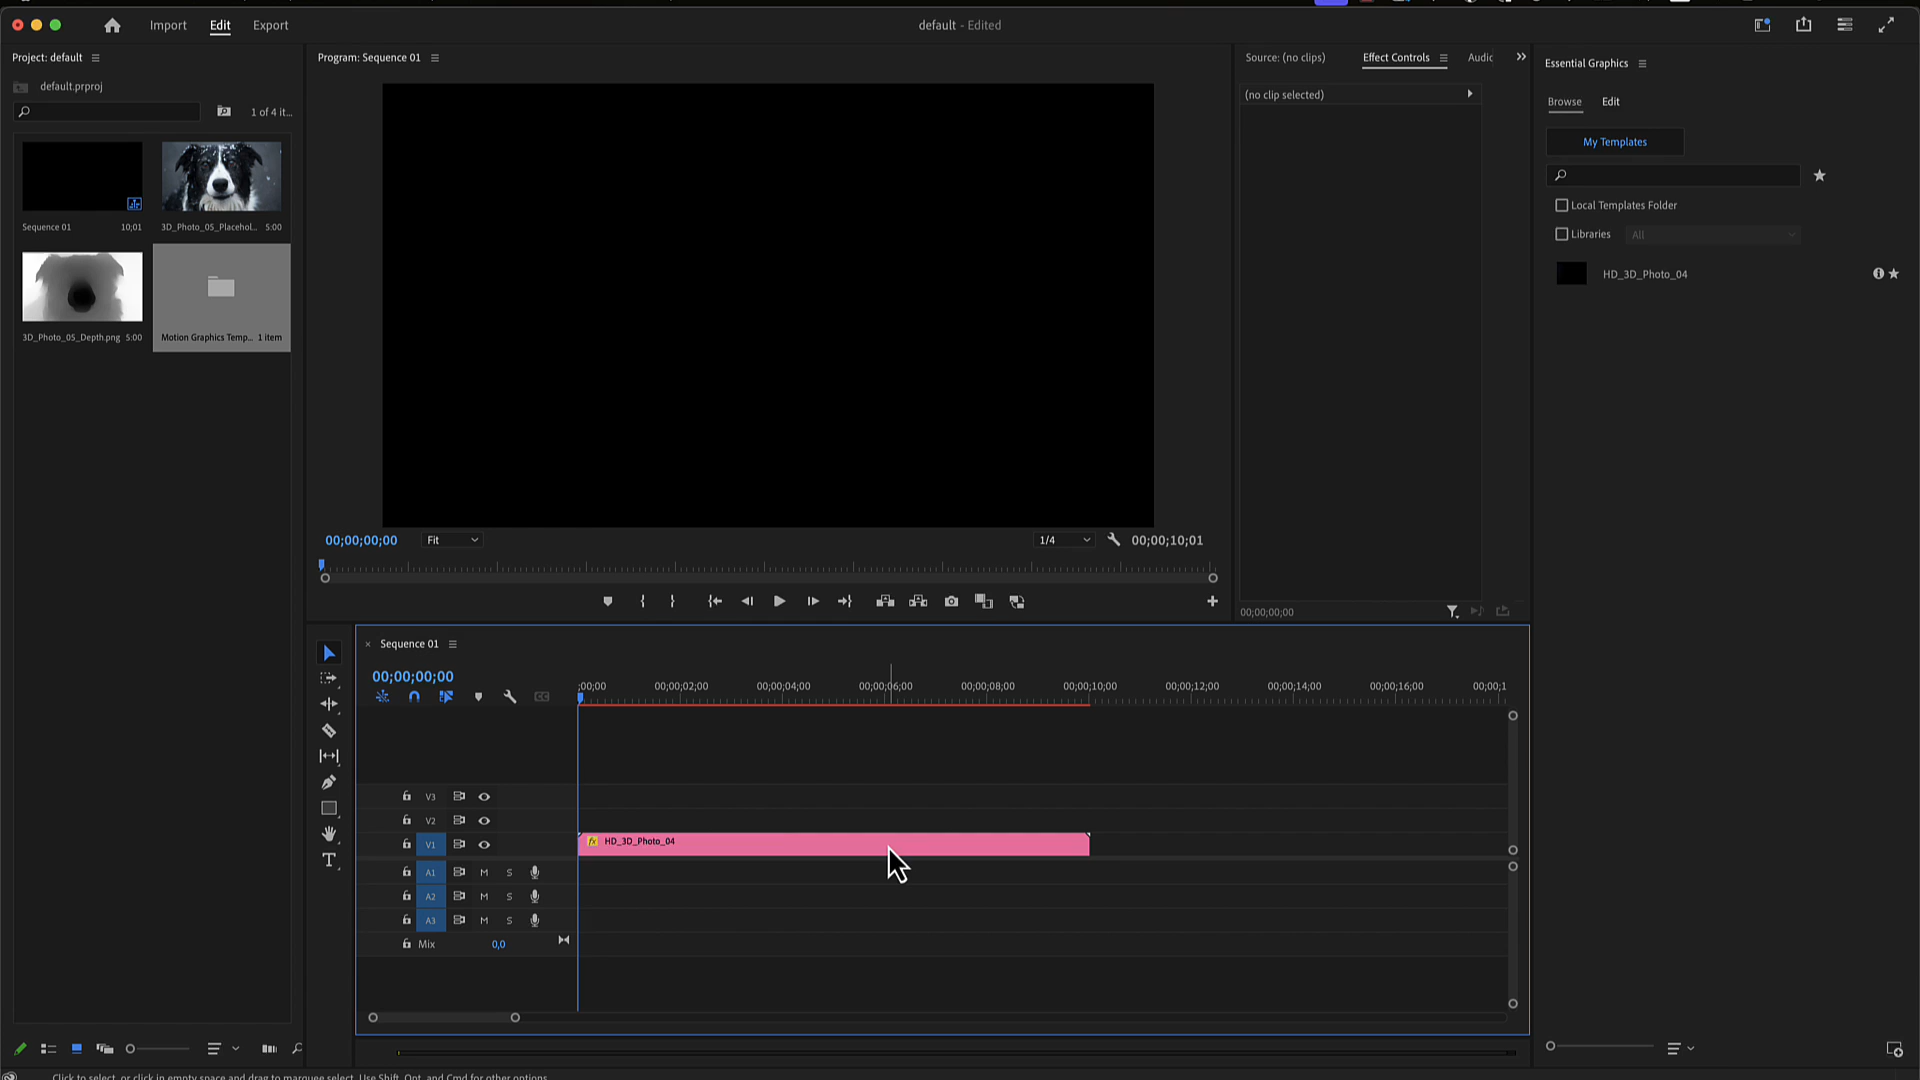 Import Edit Export
default - Edited
Project: default
default.prproj
1 of 4 it...
Sequence 01 10;01
3D_Photo_05_Placehol... 5:00
3D_Photo_05_Depth.png 5:00
Motion Graphics Temp... 1 item
Program: Sequence 01
00;00;00;00
Fit
1/4
00;00;10;01
Source: (no clips) Effect Controls Audic
(no clip selected)
00;00;00;00
Essential Graphics
Browse Edit
My Templates
Local Templates Folder
Libraries All
HD_3D_Photo_04
Sequence 01
00;00;00;00
;00;00 00;00;02;00 00;00;04;00 00;00;06;00 00;00;08;00 00;00;10;00 00;00;12;00 00;00;14;00 00;00;16;00 00;00;1
V3
V2
V1
fx HD_3D_Photo_04
A1 M S
A2 M S
A3 M S
Mix 0,0
Click to select, or click in empty space and drag to marquee select. Use Shift, Opt, and Cmd for other options.